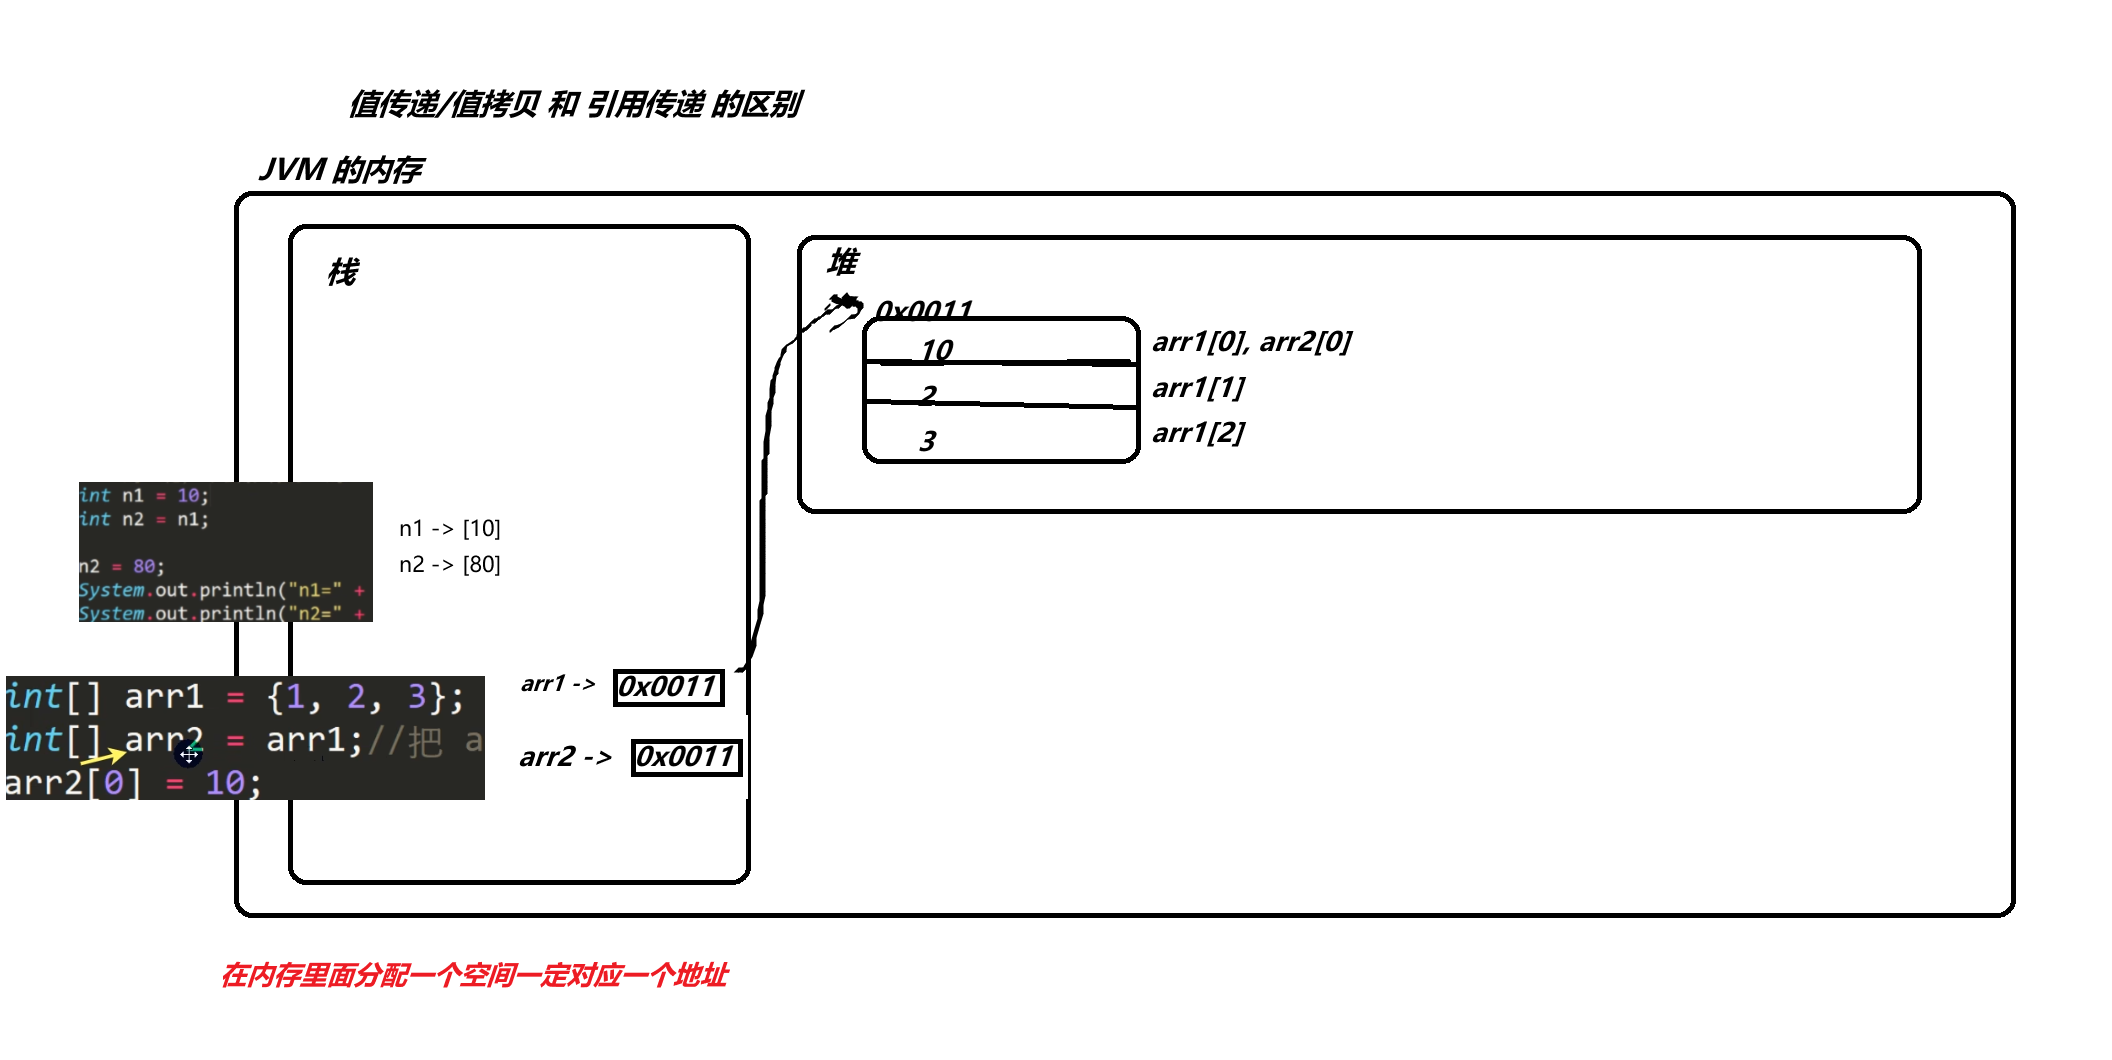 值传递/值拷贝 和 引用传递 的区别
JVM 的内存
栈
堆
0x0011
10
arr1[0], arr2[0]
2
arr1[1]
3
arr1[2]
int n1 = 10;
int n2 = n1;
n2 = 80;
System.out.println("n1=" +
System.out.println("n2=" +
n1 -> [10]
n2 -> [80]
int[] arr1 = {1, 2, 3};
int[] arr2 = arr1;//把 a
arr2[0] = 10;
arr1 -> 0x0011
arr2 -> 0x0011
在内存里面分配一个空间一定对应一个地址